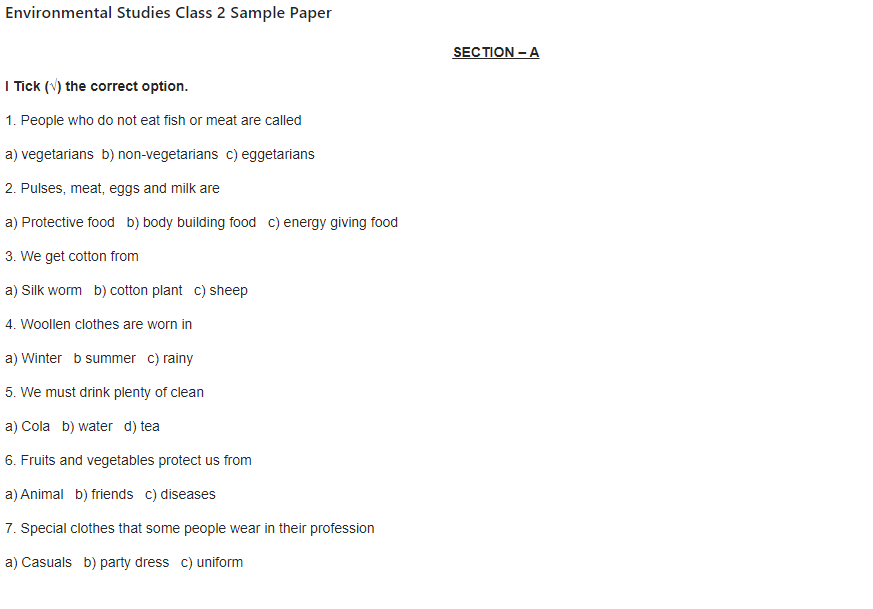 Environmental Studies Class 2 Sample Paper
SECTION – A
I Tick (√) the correct option.
1. People who do not eat fish or meat are called
a) vegetarians b) non-vegetarians c) eggetarians
2. Pulses, meat, eggs and milk are
a) Protective food b) body building food c) energy giving food
3. We get cotton from
a) Silk worm b) cotton plant c) sheep
4. Woollen clothes are worn in
a) Winter b summer c) rainy
5. We must drink plenty of clean
a) Cola b) water d) tea
6. Fruits and vegetables protect us from
a) Animal b) friends c) diseases
7. Special clothes that some people wear in their profession
a) Casuals b) party dress c) uniform